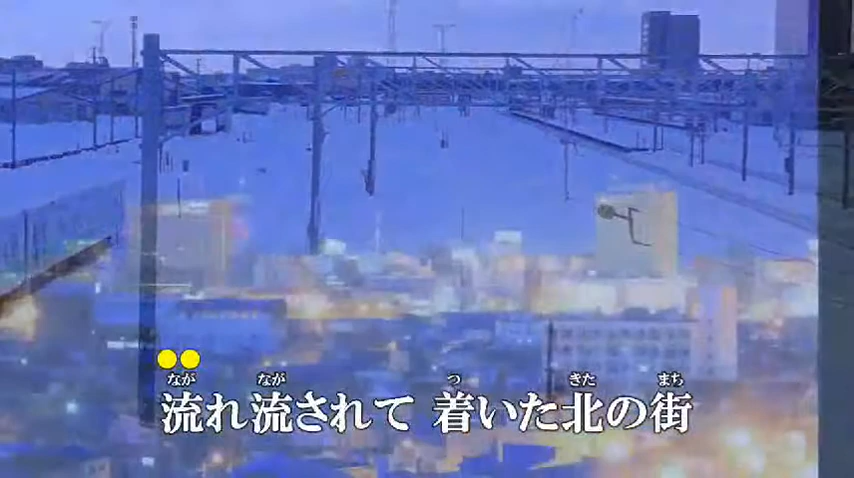 なが なが つ きた まち
流れ流されて 着いた北の街